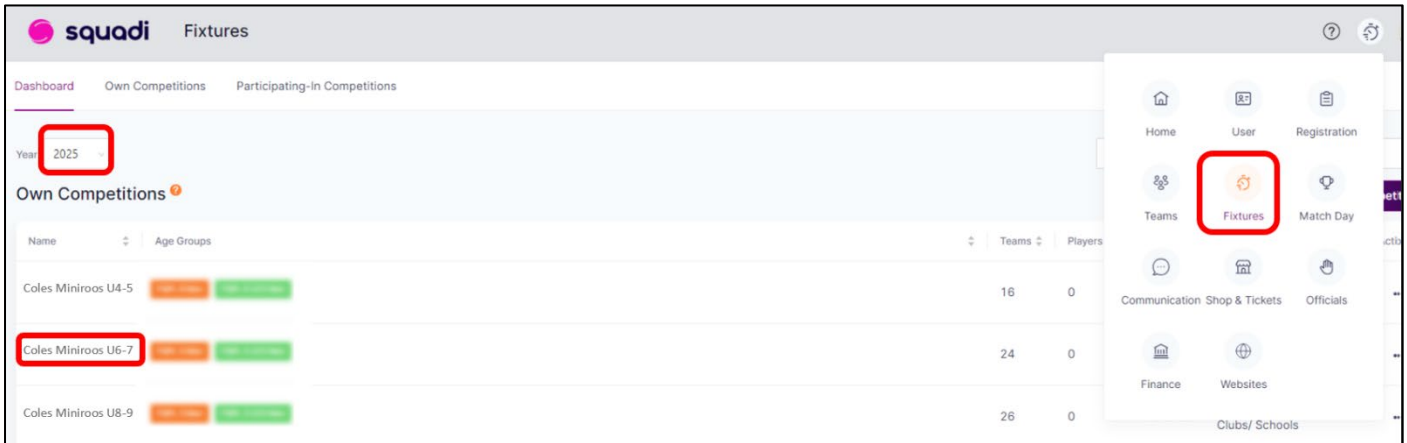 squadi Fixtures
Dashboard Own Competitions Participating-In Competitions
Year 2025
Own Competitions
Name Age Groups Teams Players
Coles Miniroos U4-5 16 0
Coles Miniroos U6-7 24 0
Coles Miniroos U8-9 26 0
Home User Registration
Teams Fixtures Match Day
Communication Shop & Tickets Officials
Finance Websites
Clubs/ Schools